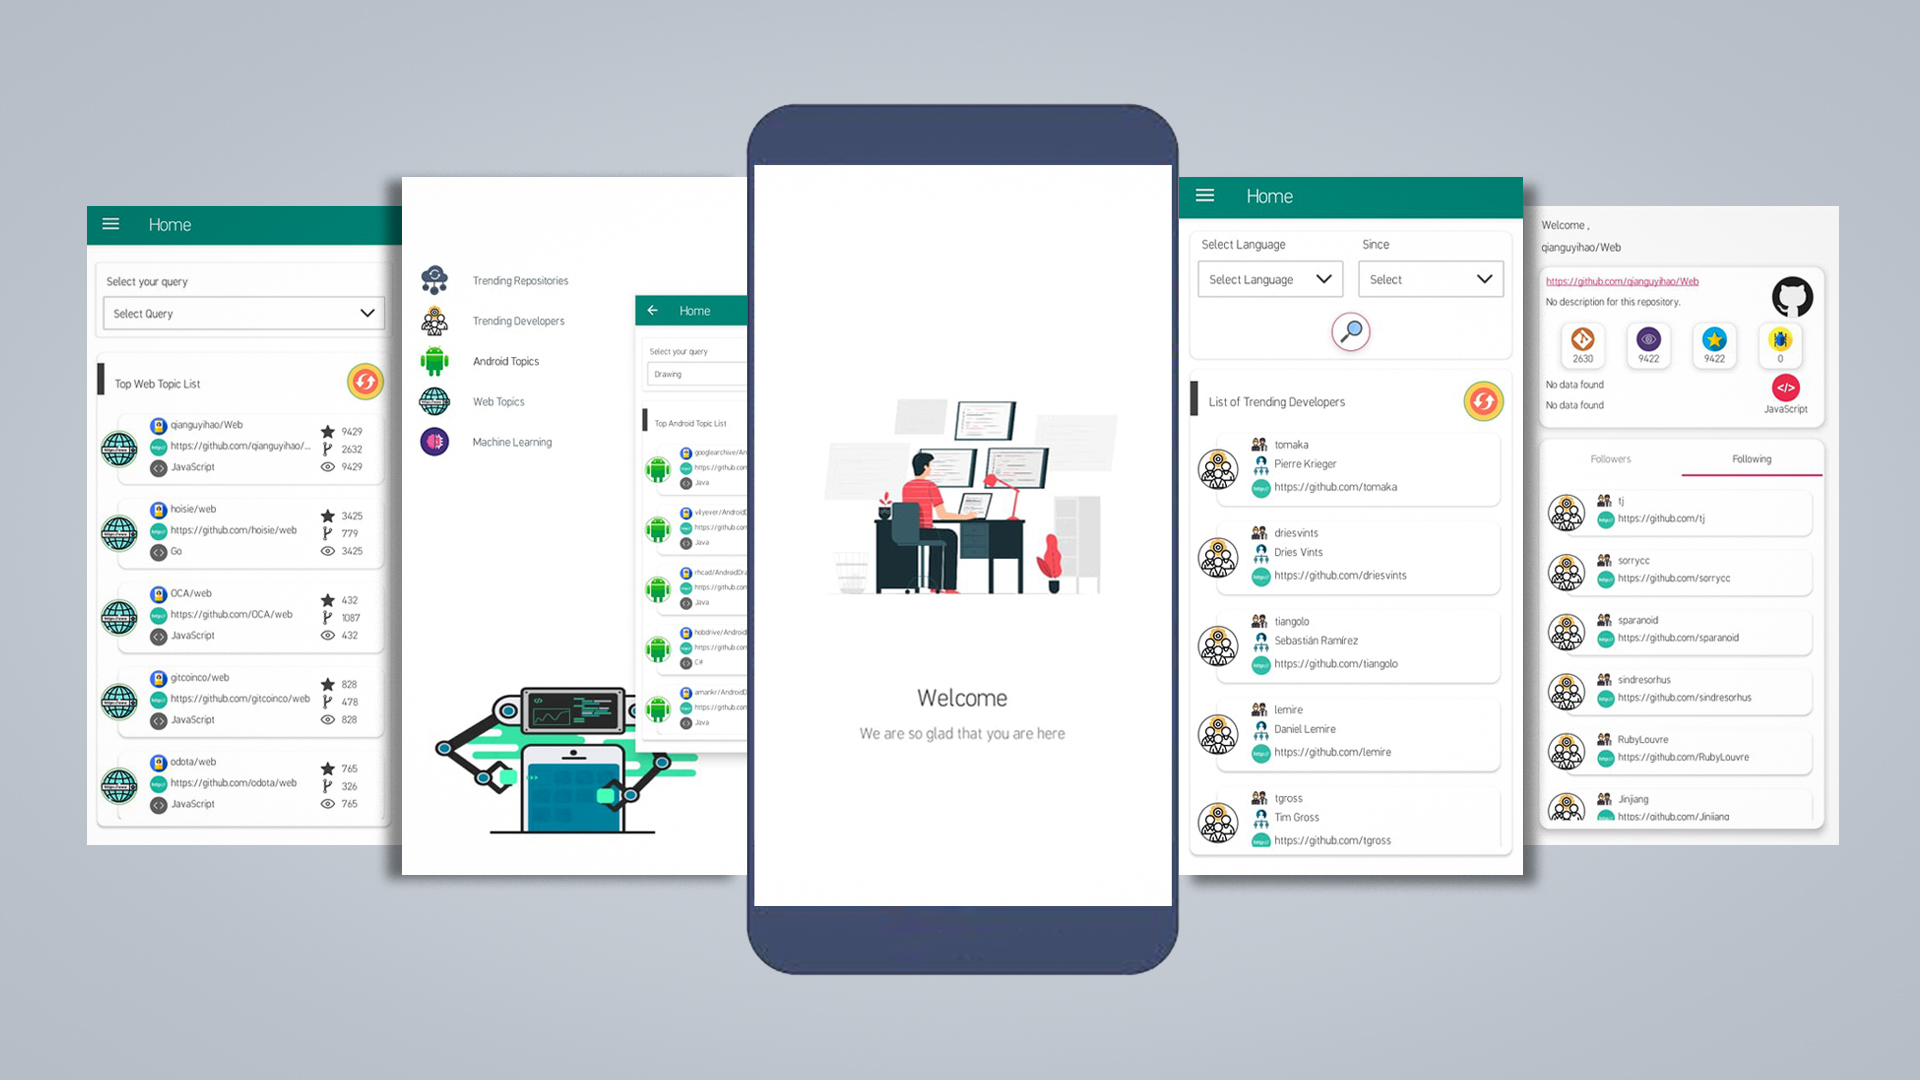 Home
Select your query
Select Query
Top Web Topic List
qianguyihao/Web
https://github.com/qianguyihao/...
JavaScript
9429
2632
9429
hoisie/web
https://github.com/hoisie/web
Go
3425
779
3425
OCA/web
https://github.com/OCA/web
JavaScript
432
1087
432
gitcoinco/web
https://github.com/gitcoinco/web
JavaScript
828
478
828
odota/web
https://github.com/odota/web
JavaScript
765
326
765
Trending Repositories
Trending Developers
Android Topics
Web Topics
Machine Learning
Home
Select your query
Drawing
Top Android Topic List
googlearchive/An
https://github.com
Java
vilyever/AndroidD
https://github.com
Java
rhcad/AndroidDra
https://github.com
Java
hobdrive/Android
https://github.com
C#
amankr/AndroidD
https://github.com
Java
Welcome
We are so glad that you are here
Home
Select Language Since
Select Language Select
List of Trending Developers
tomaka
Pierre Krieger
https://github.com/tomaka
driesvints
Dries Vints
https://github.com/driesvints
tiangolo
Sebastián Ramírez
https://github.com/tiangolo
lemire
Daniel Lemire
https://github.com/lemire
tgross
Tim Gross
https://github.com/tgross
Welcome ,
qianguyihao/Web
https://github.com/qianguyihao/Web
No description for this repository.
2630 9422 9422 0
No data found
No data found
</>
JavaScript
Followers Following
tj
https://github.com/tj
sorrycc
https://github.com/sorrycc
sparanoid
https://github.com/sparanoid
sindresorhus
https://github.com/sindresorhus
RubyLouvre
https://github.com/RubyLouvre
Jinjiang
https://github.com/Jinjiang